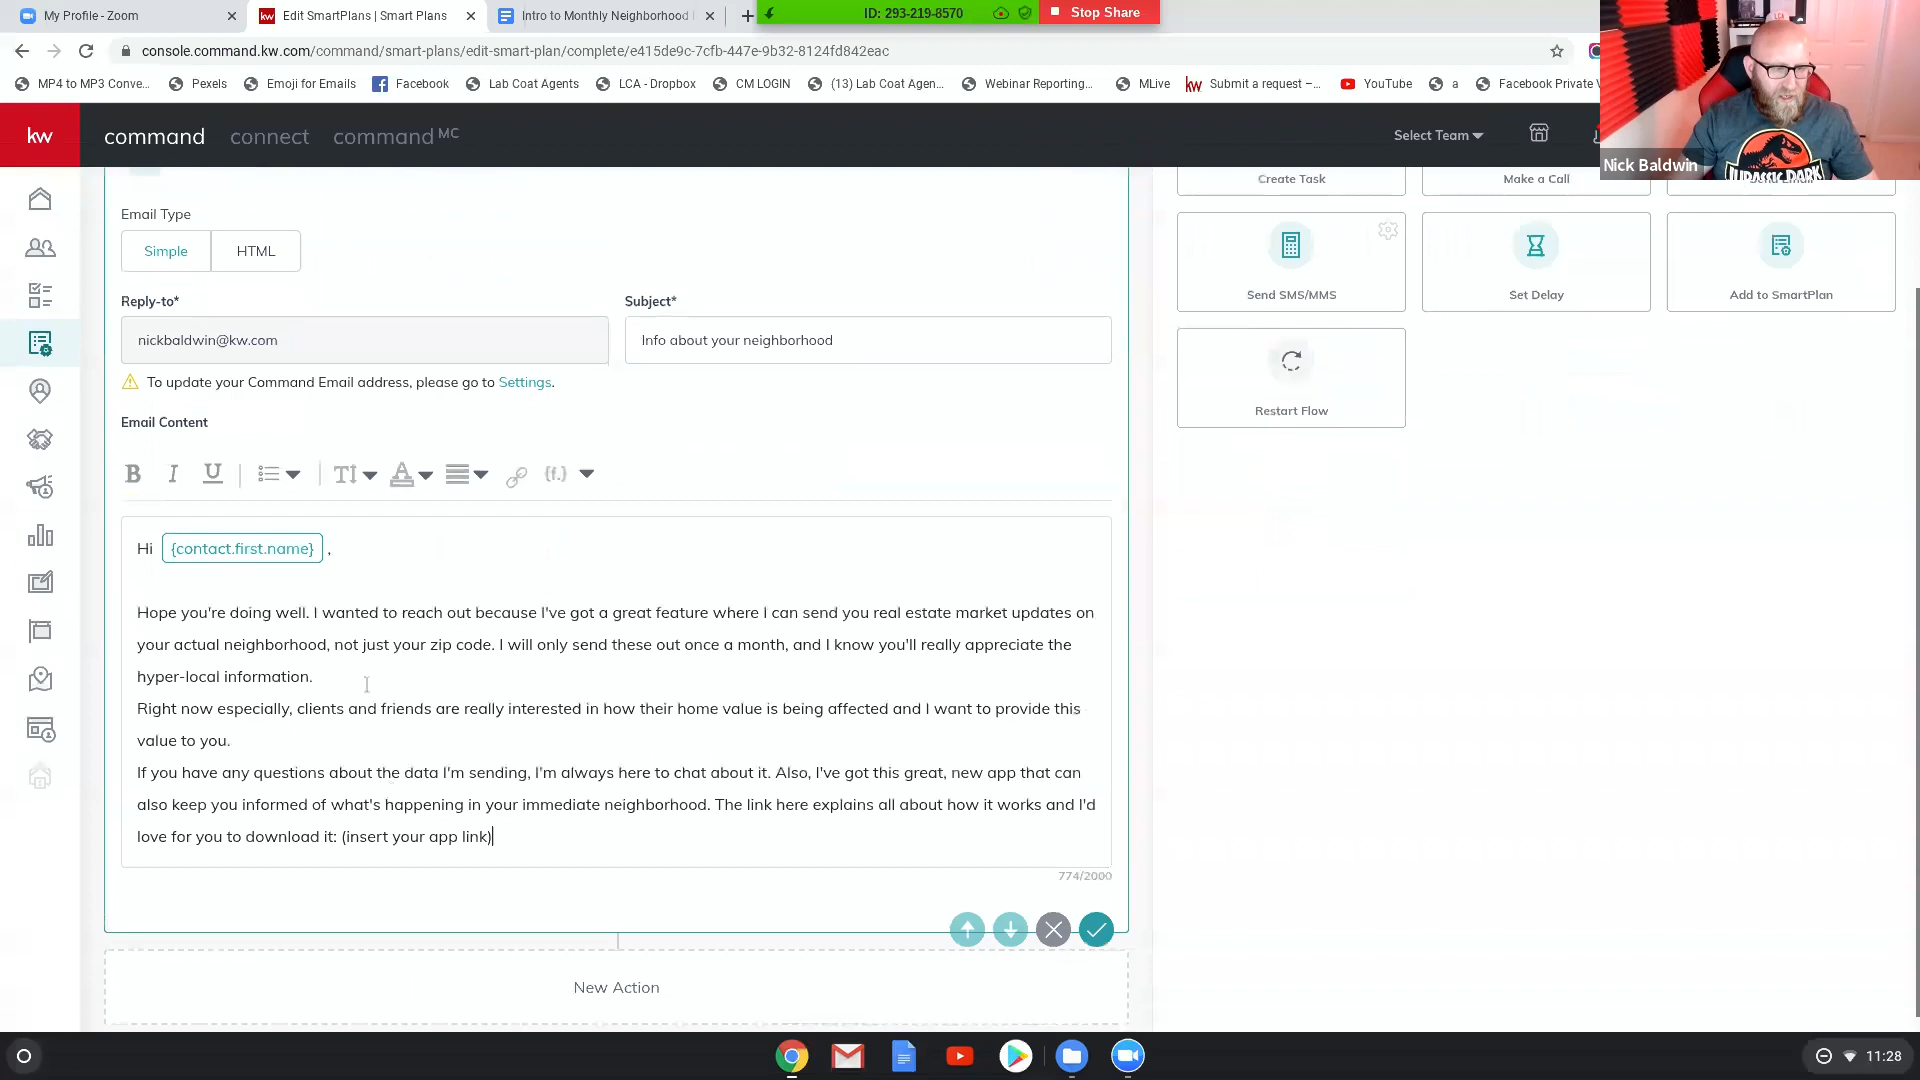 My Profile - Zoom
kw Edit SmartPlans | Smart Plans
Intro to Monthly Neighborhood
ID: 293-219-8570
Stop Share
console.command.kw.com/command/smart-plans/edit-smart-plan/complete/e415de9c-7cfb-447e-9b32-8124fd842eac
MP4 to MP3 Conve...
Pexels
Emoji for Emails
Facebook
Lab Coat Agents
LCA - Dropbox
CM LOGIN
(13) Lab Coat Agen...
Webinar Reporting...
MLive
kw Submit a request –...
YouTube
a
Facebook Private
kw
command connect command MC
Select Team
Nick Baldwin
JURASSIC PARK
Create Task
Make a Call
Send Email
Email Type
Simple
HTML
Send SMS/MMS
Set Delay
Add to SmartPlan
Reply-to*
Subject*
nickbaldwin@kw.com
Info about your neighborhood
To update your Command Email address, please go to Settings.
Restart Flow
Email Content
B I U
{f.}
Hi {contact.first.name} ,
Hope you're doing well. I wanted to reach out because I've got a great feature where I can send you real estate market updates on
your actual neighborhood, not just your zip code. I will only send these out once a month, and I know you'll really appreciate the
hyper-local information.
Right now especially, clients and friends are really interested in how their home value is being affected and I want to provide this
value to you.
If you have any questions about the data I'm sending, I'm always here to chat about it. Also, I've got this great, new app that can
also keep you informed of what's happening in your immediate neighborhood. The link here explains all about how it works and I'd
love for you to download it: (insert your app link)
774/2000
New Action
11:28